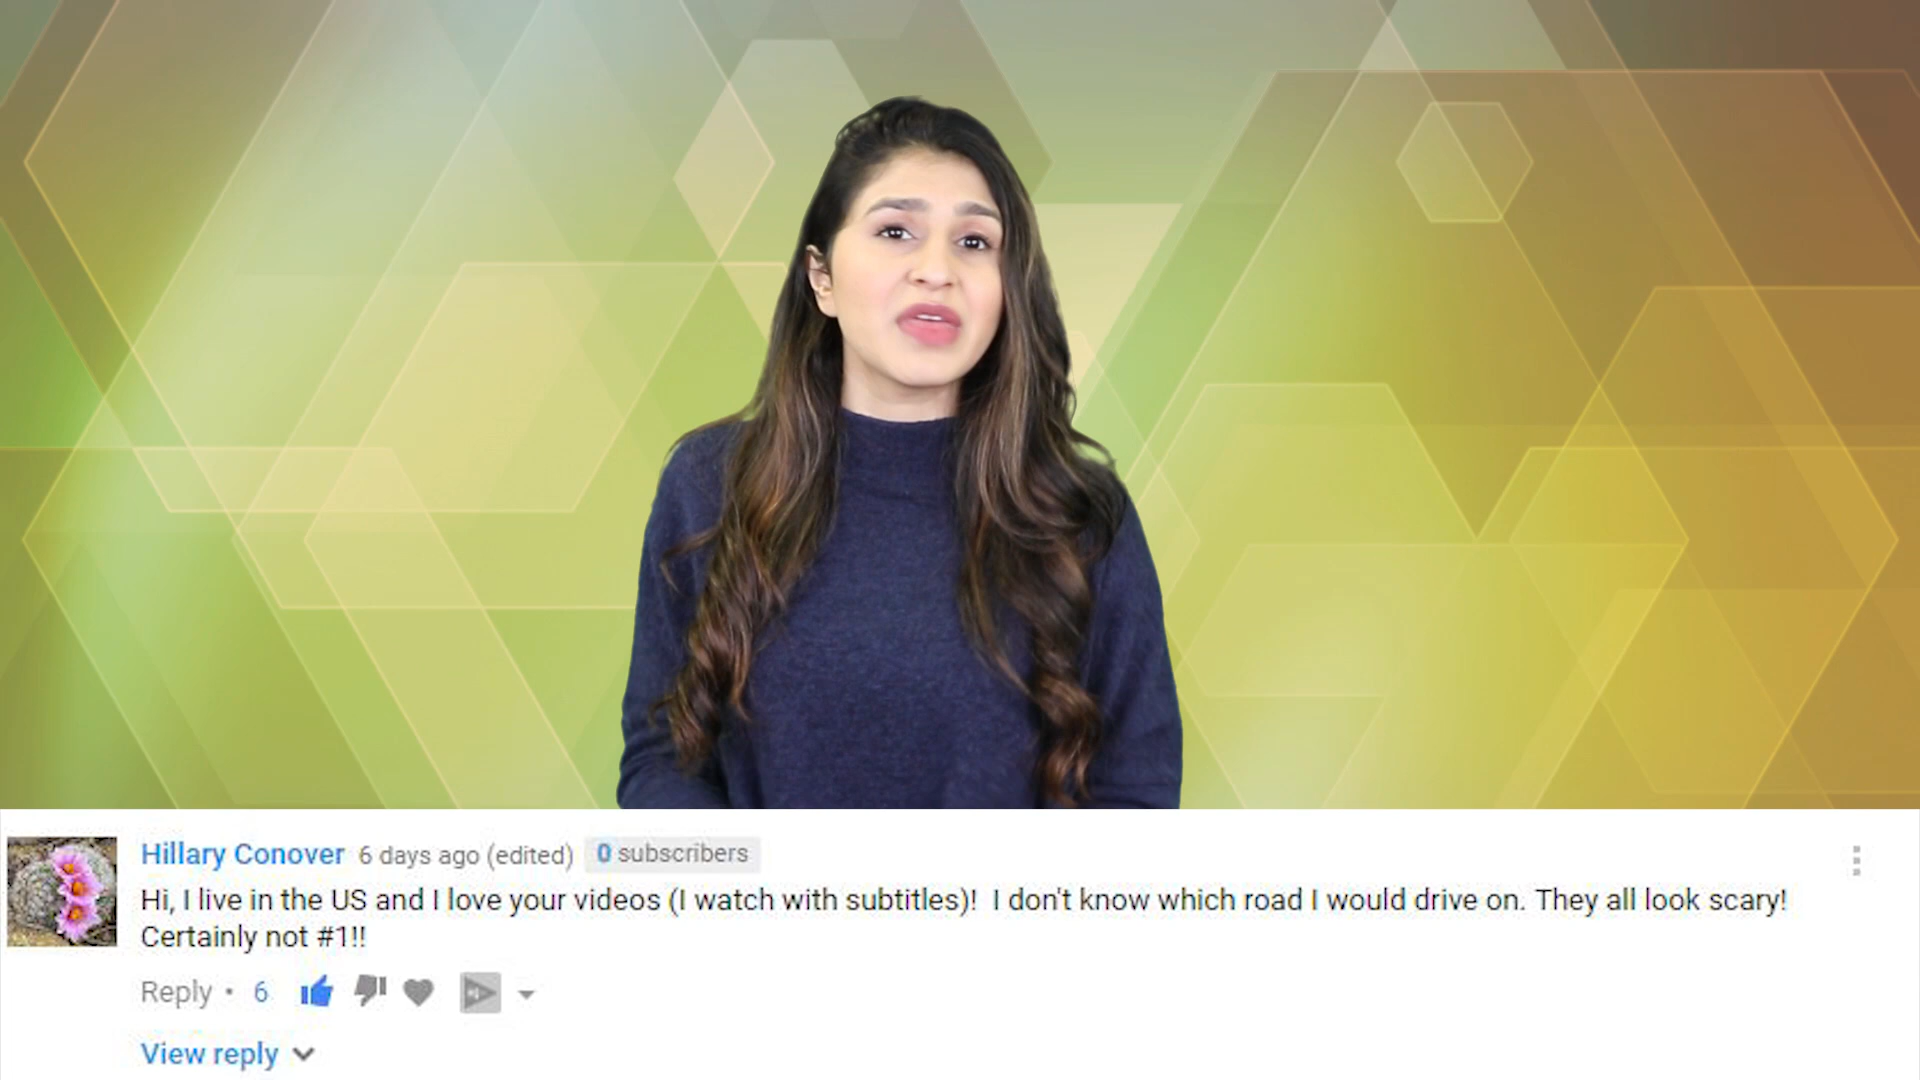 Hillary Conover 6 days ago (edited) 0 subscribers
Hi, I live in the US and I love your videos (I watch with subtitles)!  I don't know which road I would drive on. They all look scary!
Certainly not #1!!
Reply • 6
View reply